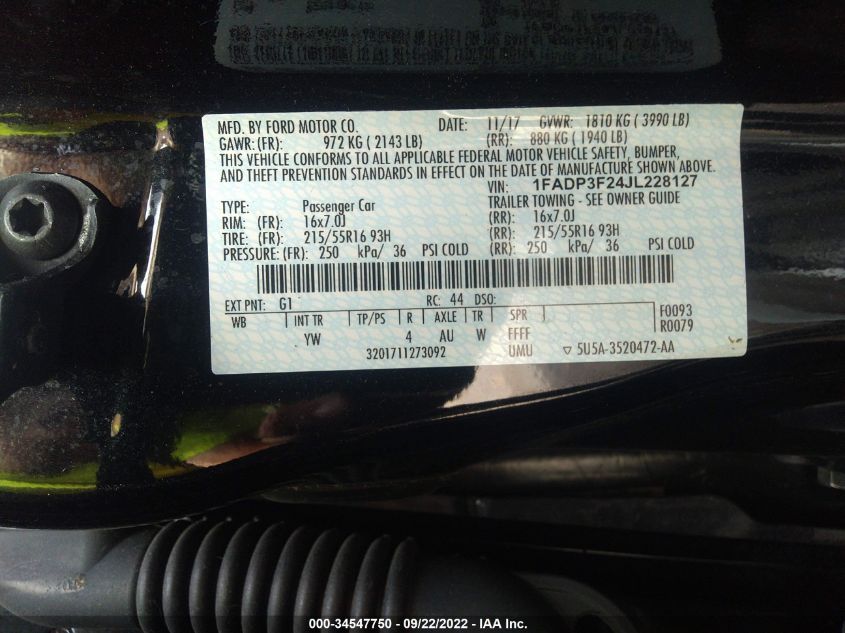 MFD. BY FORD MOTOR CO. DATE: 11/17 GVWR: 1810 KG ( 3990 LB)
GAWR: (FR): 972 KG ( 2143 LB) (RR): 880 KG ( 1940 LB)
THIS VEHICLE CONFORMS TO ALL APPLICABLE FEDERAL MOTOR VEHICLE SAFETY, BUMPER,
AND THEFT PREVENTION STANDARDS IN EFFECT ON THE DATE OF MANUFACTURE SHOWN ABOVE.
VIN: 1FADP3F24JL228127
TYPE: Passenger Car TRAILER TOWING - SEE OWNER GUIDE
RIM: (FR): 16x7.0J (RR): 16x7.0J
TIRE: (FR): 215/55R16 93H (RR): 215/55R16 93H
PRESSURE: (FR): 250 kPa/ 36 PSI COLD (RR): 250 kPa/ 36 PSI COLD
EXT PNT: G1 RC: 44 DSO:
WB INT TR TP/PS R AXLE TR SPR F0093
YW 4 AU W FFFF R0079
3201711273092 UMU ▽ 5U5A-3520472-AA
000-34547750 - 09/22/2022 - IAA Inc.